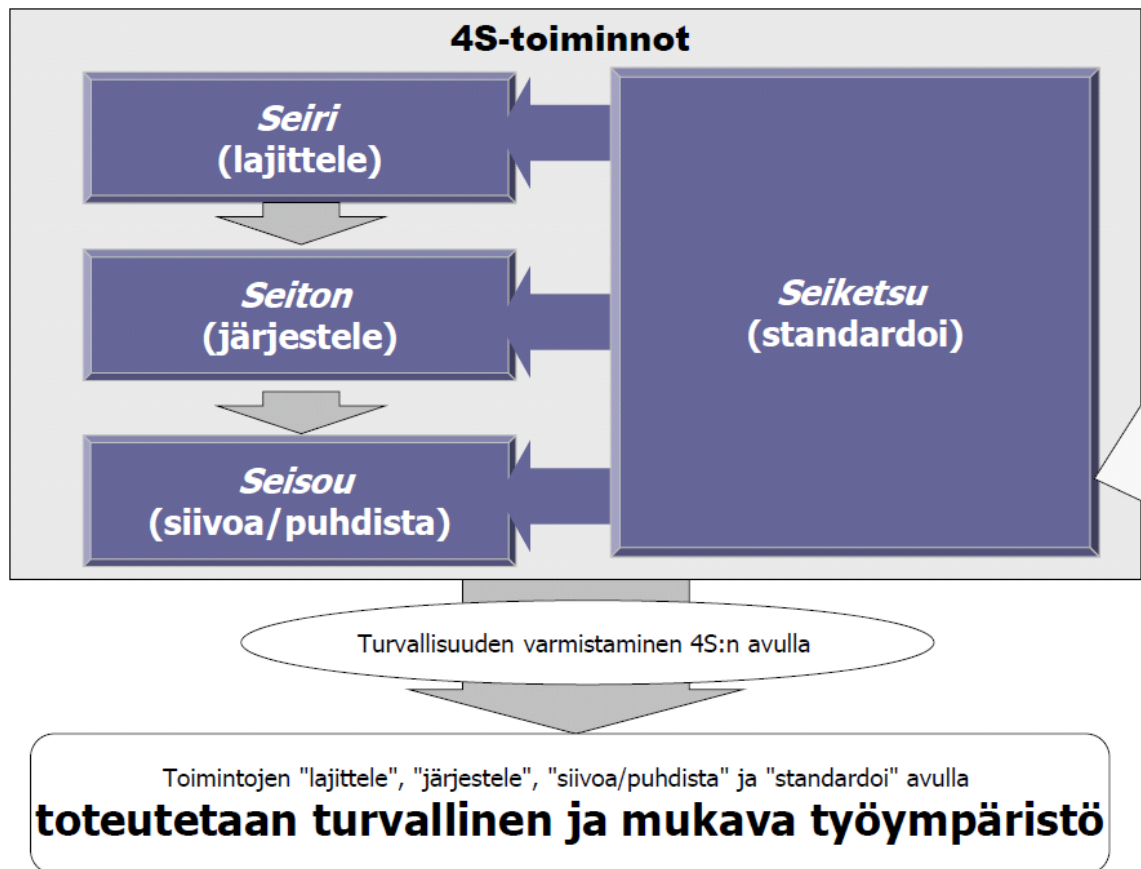 4S-toiminnot
Seiri
(lajittele)
Seiton
(järjestele)
Seisou
(siivoa/puhdista)
Seiketsu
(standardoi)
Turvallisuuden varmistaminen 4S:n avulla
Toimintojen "lajittele", "järjestele", "siivoa/puhdista" ja "standardoi" avulla
toteutetaan turvallinen ja mukava työympäristö